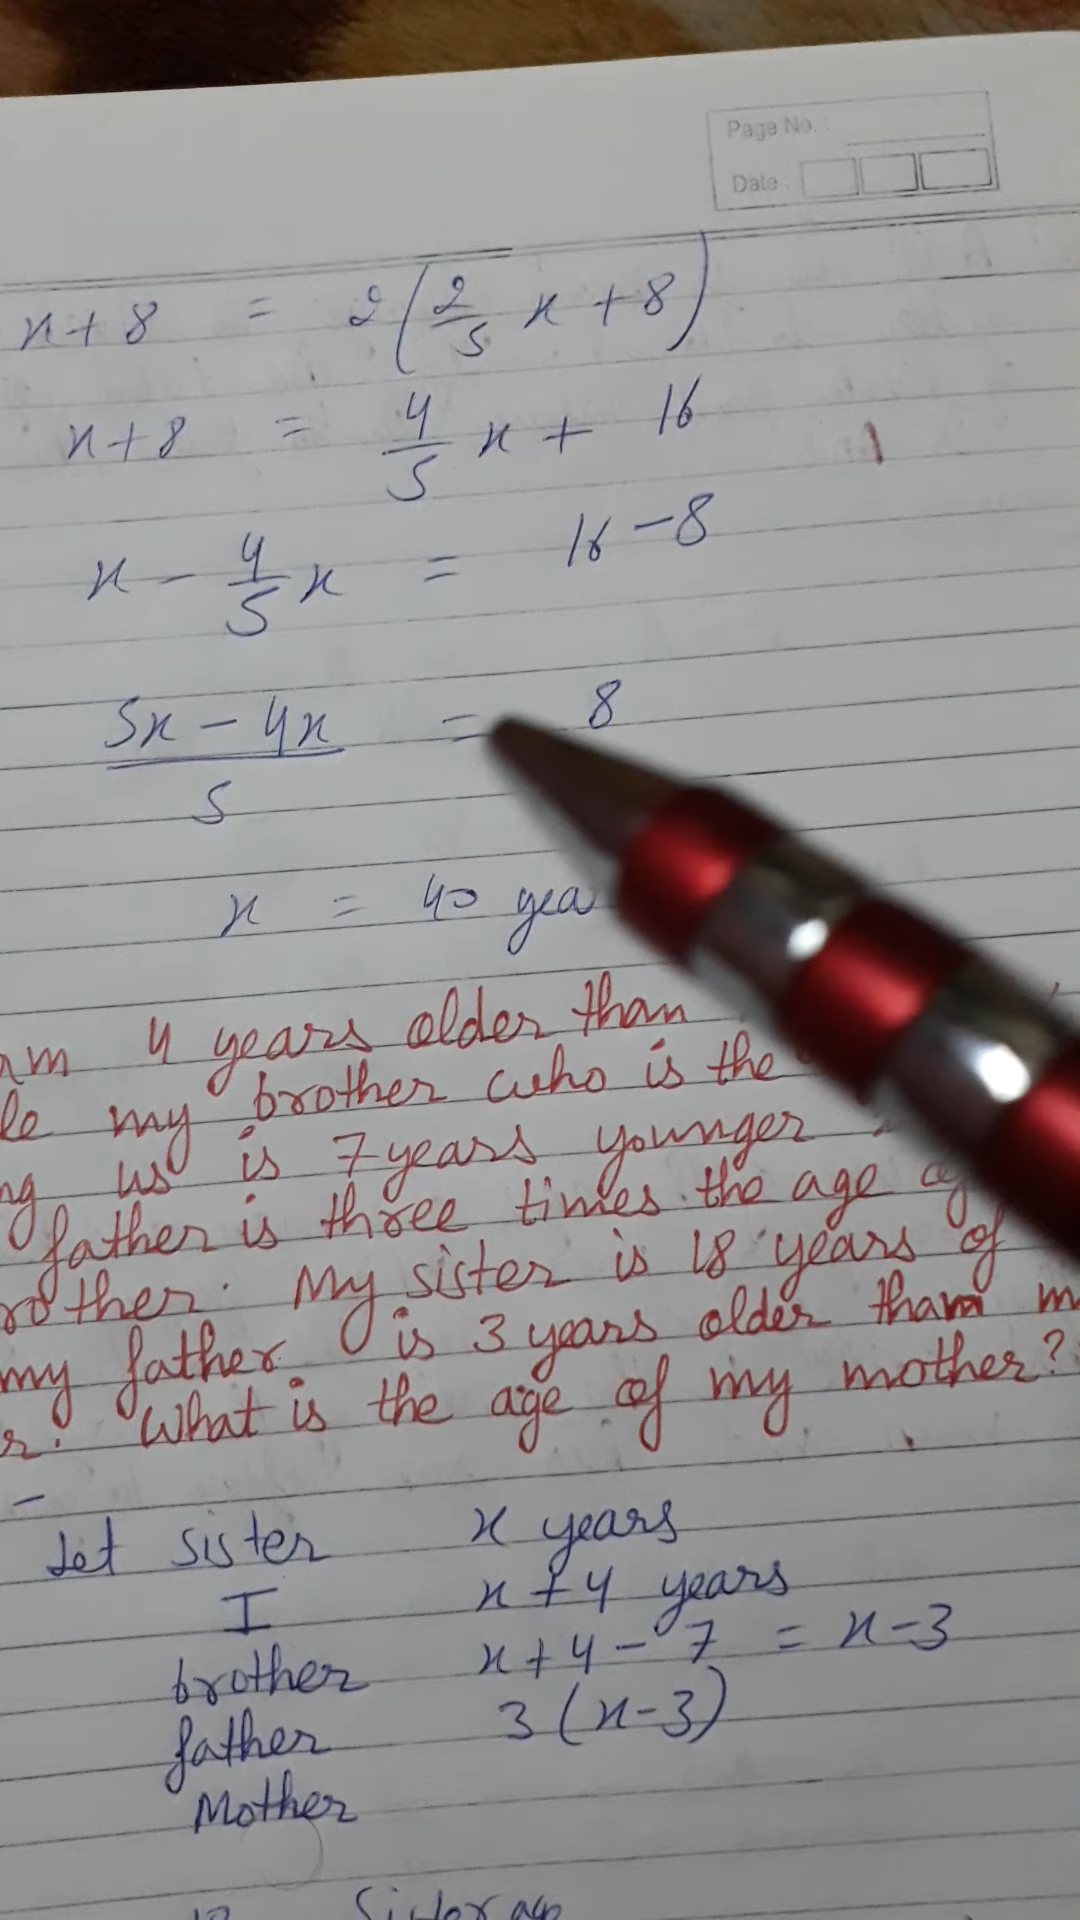 Page No. :
Date :
x + 8 = 2(2/5 x + 8)
x + 8 = 4/5 x + 16
x - 4/5 x = 16 - 8
5x - 4x / 5 = 8
x = 40 yea
am 4 years older than
my brother who is the
us is 7 years younger
father is three times the age
My sister is 18 years of
my father is 3 years older than
What is the age of my mother?
Let sister x years
I x + 4 years
brother x + 4 - 7 = x - 3
father 3(x - 3)
Mother